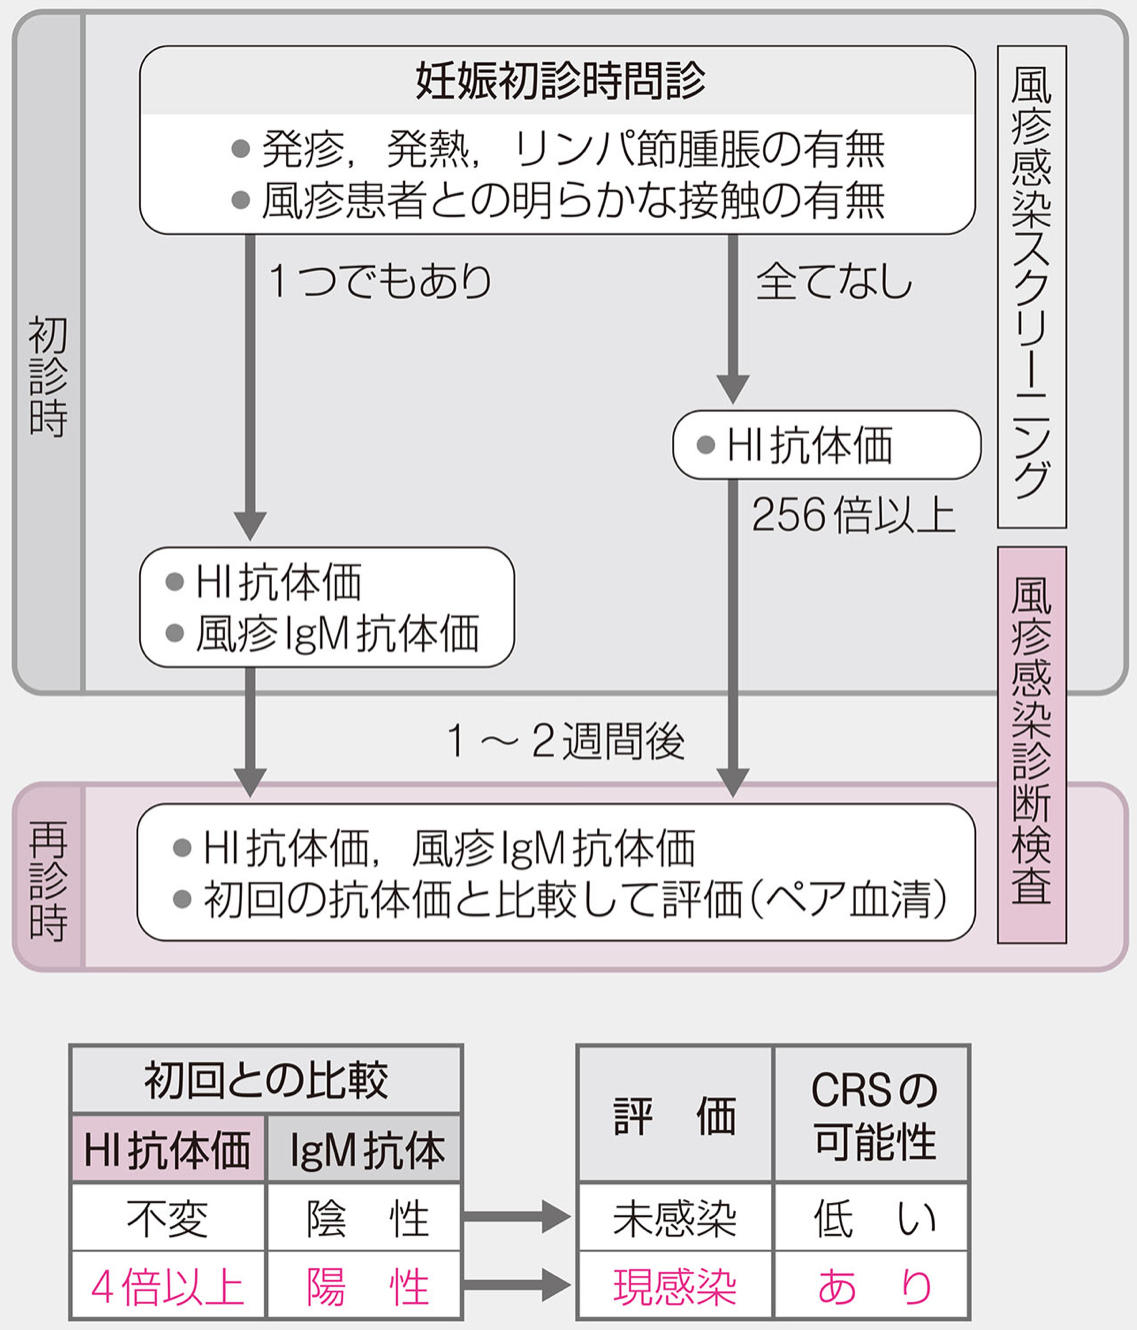 初診時
妊娠初診時問診
● 発疹，発熱，リンパ節腫脹の有無
● 風疹患者との明らかな接触の有無
風疹感染スクリーニング
1つでもあり
全てなし
● HI抗体価
256倍以上
● HI抗体価
● 風疹IgM抗体価
風疹感染診断検査
1～2週間後
再診時
● HI抗体価，風疹IgM抗体価
● 初回の抗体価と比較して評価（ペア血清）
初回との比較
HI抗体価 IgM抗体
評　価
CRSの
可能性
不変 陰　性 未感染 低　い
4倍以上 陽　性 現感染 あ　り